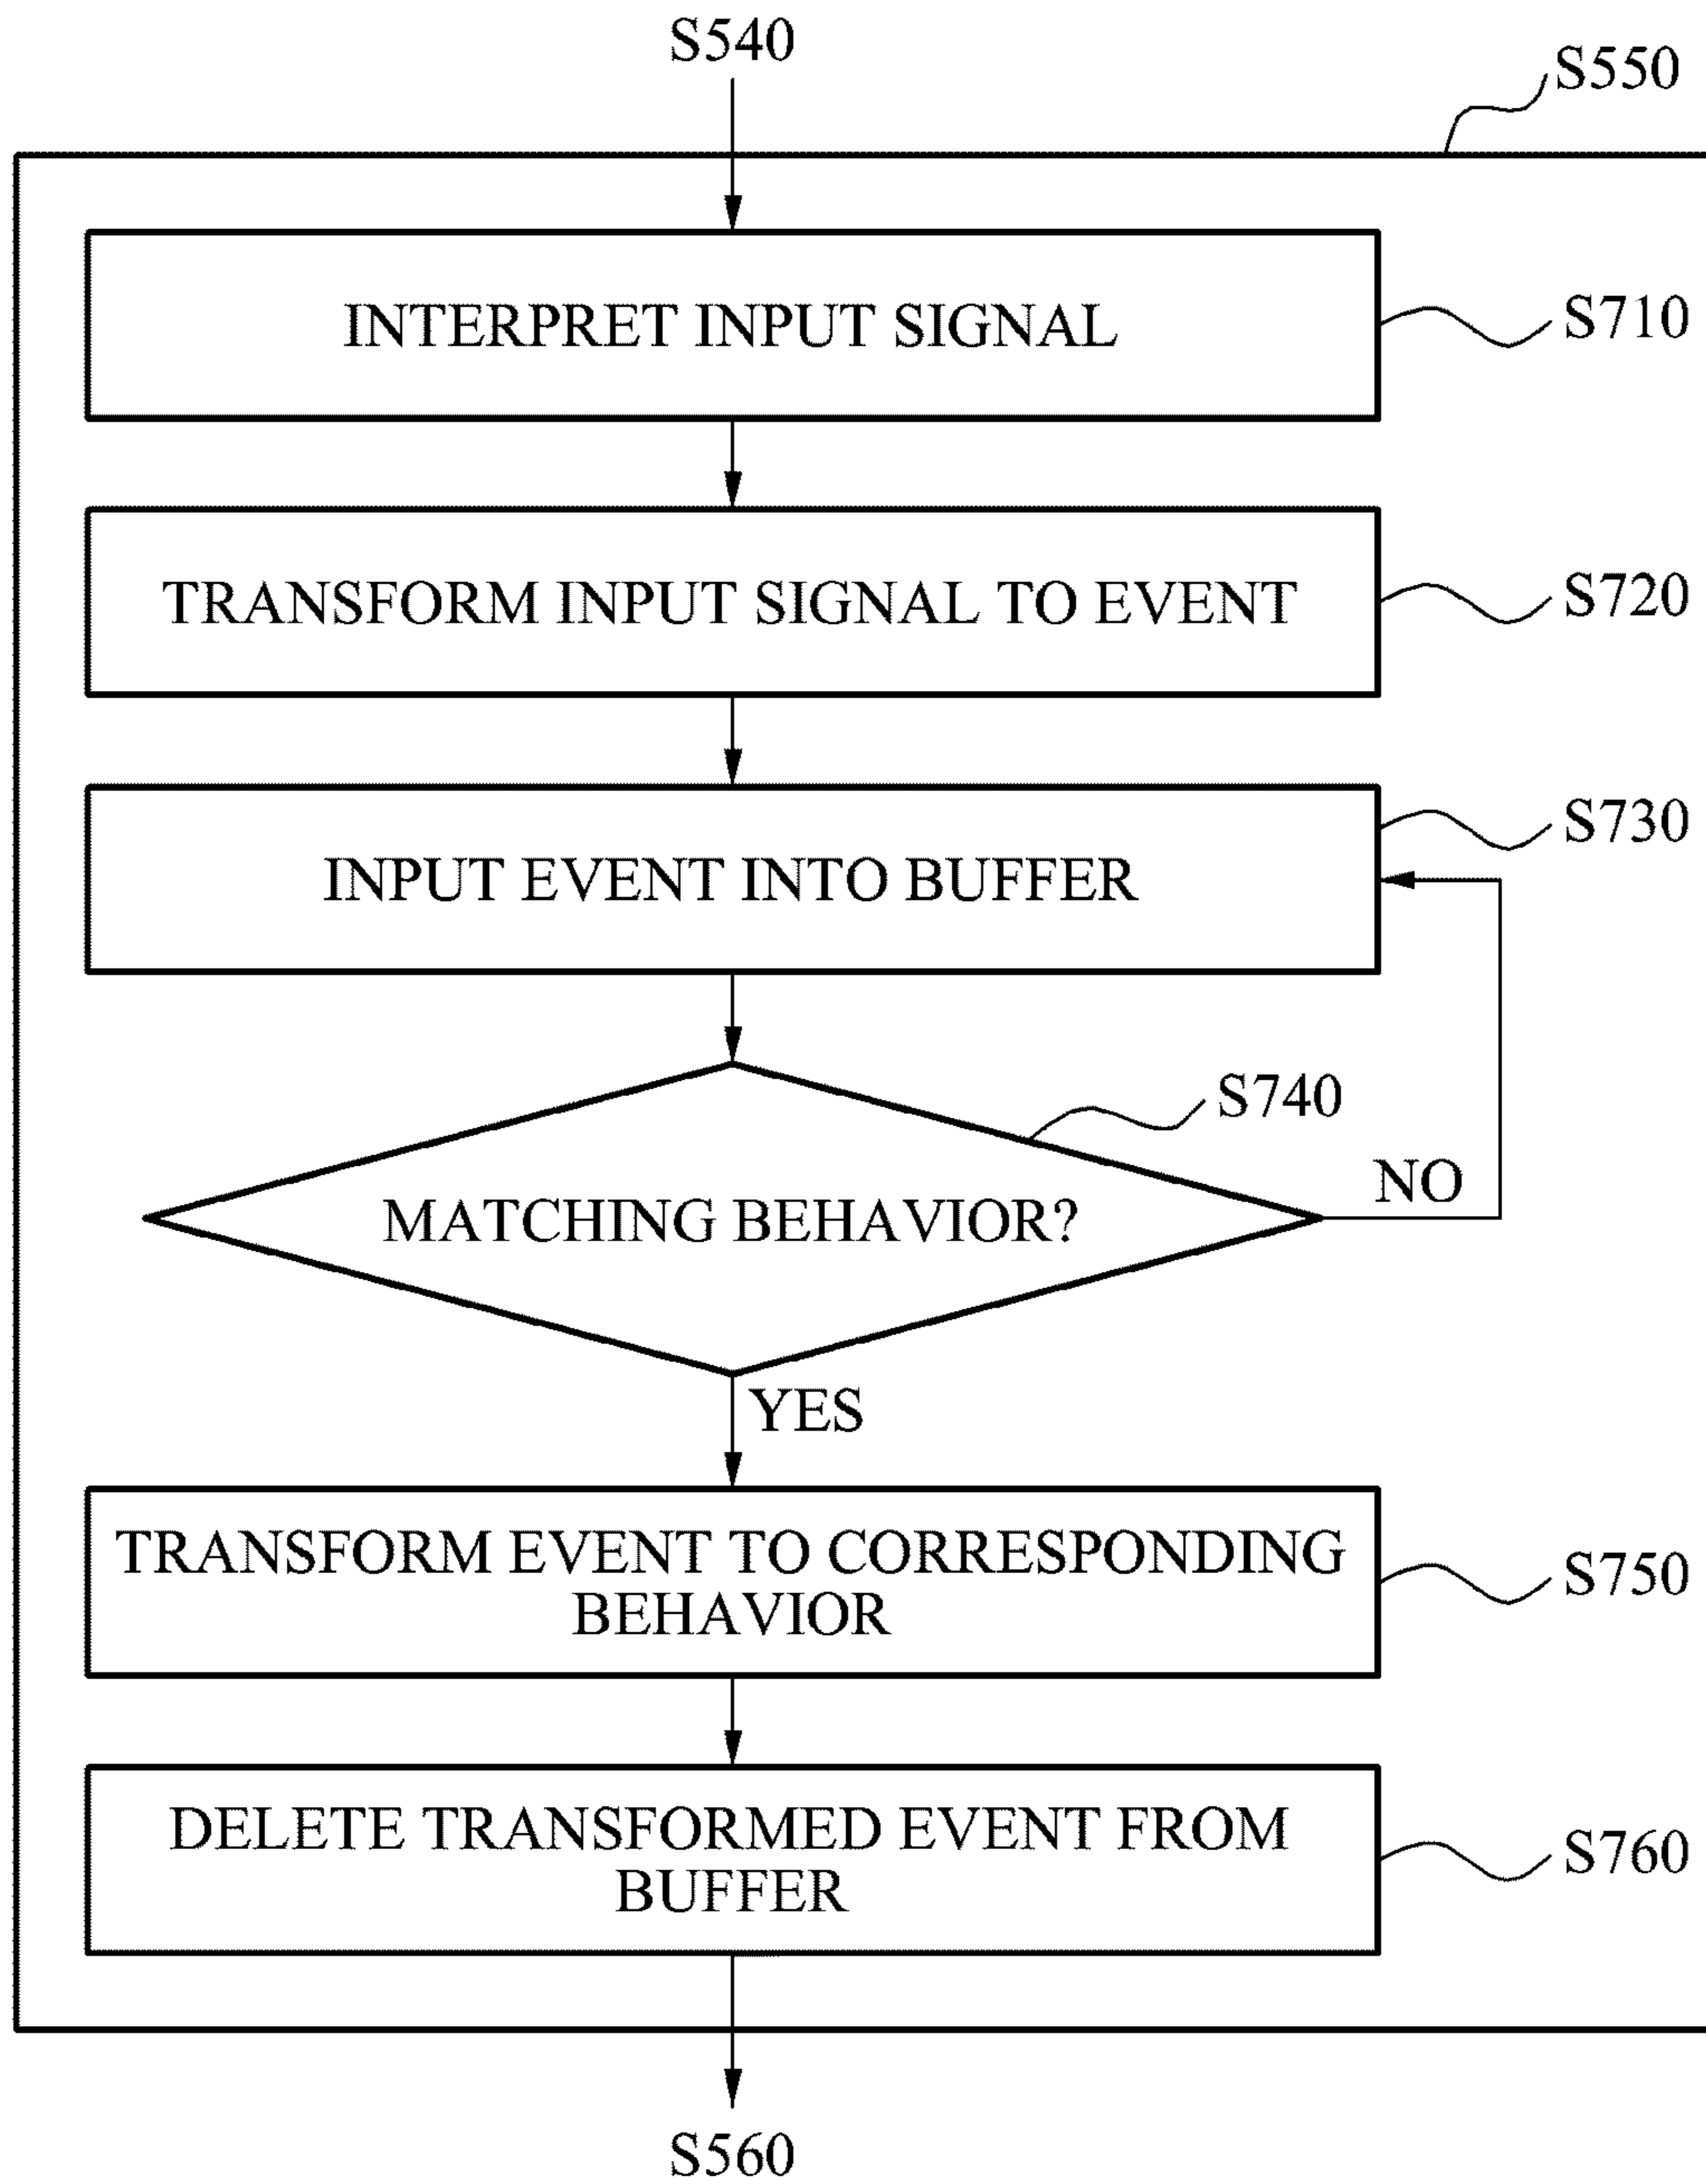 S540
S550
INTERPRET INPUT SIGNAL
S710
TRANSFORM INPUT SIGNAL TO EVENT
S720
S730
INPUT EVENT INTO BUFFER
S740
NO
MATCHING BEHAVIOR?
YES
TRANSFORM EVENT TO CORRESPONDING
BEHAVIOR
S750
DELETE TRANSFORMED EVENT FROM
BUFFER
S760
S560